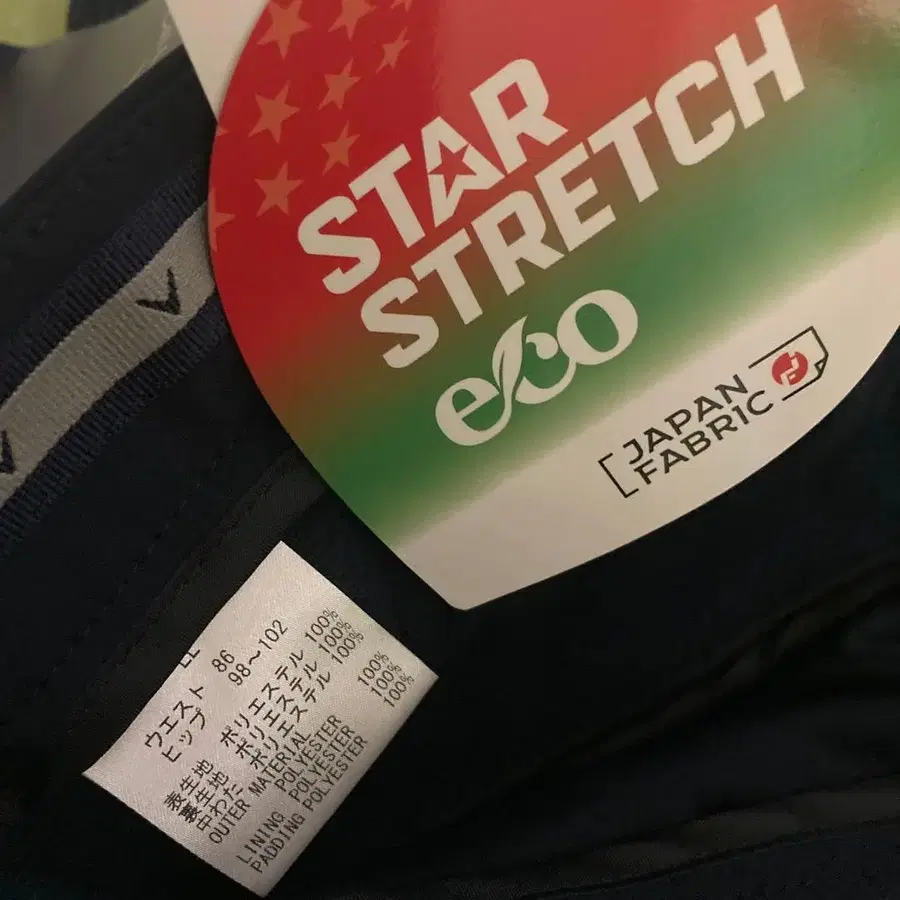 STAR
STRETCH
eco
JAPAN
FABRIC
LL
ウエスト 86
ヒップ 98~102
表生地 ポリエステル 100%
裏生地 ポリエステル 100%
中わた ポリエステル 100%
OUTER MATERIAL
POLYESTER 100%
LINING POLYESTER 100%
PADDING POLYESTER 100%